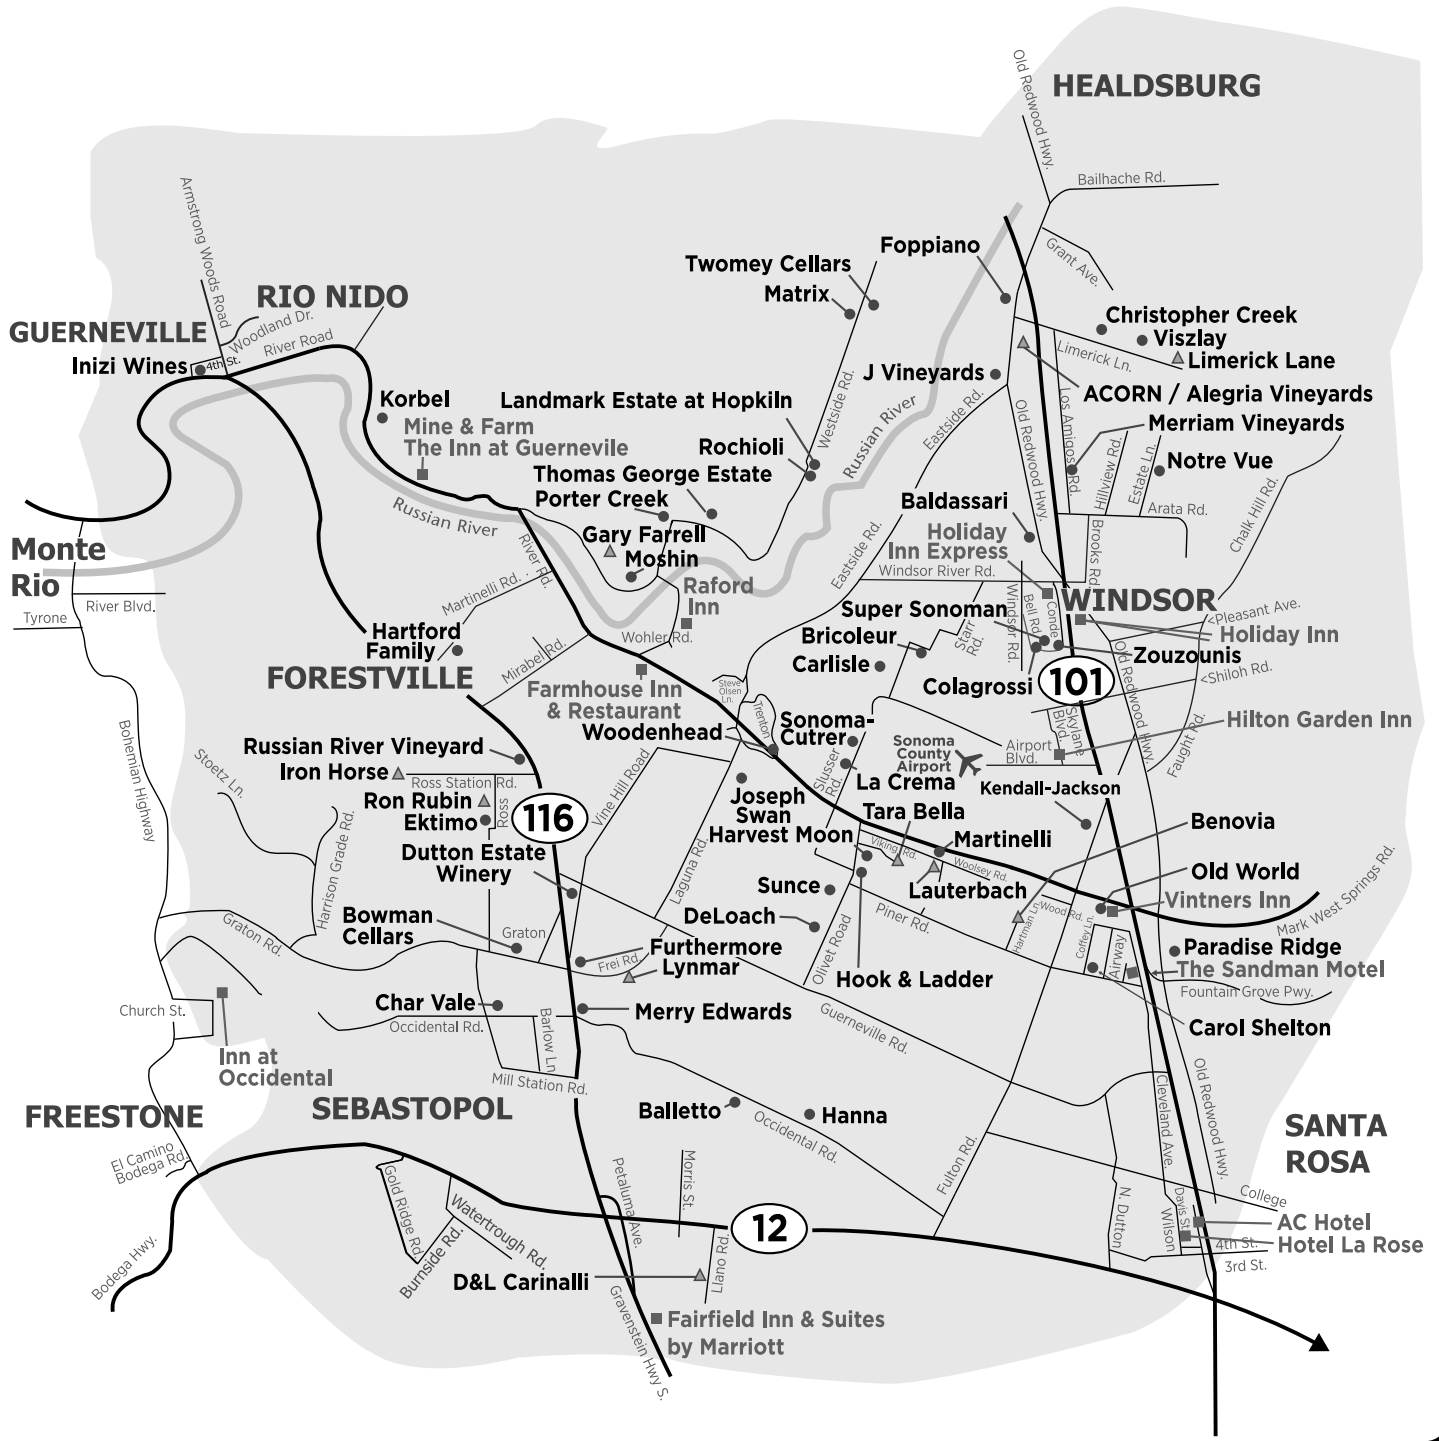 HEALDSBURG
Old Redwood Hwy.
Bailhache Rd.
Armstrong Woods Road
Grant Ave.
Foppiano
Twomey Cellars
Matrix
RIO NIDO
Woodland Dr.
River Road
GUERNEVILLE
Inizi Wines
4th St.
Christopher Creek
Viszlay
Limerick Ln.
Limerick Lane
J Vineyards
ACORN / Alegria Vineyards
Korbel
Landmark Estate at Hopkiln
Westside Rd.
Russian River
Eastside Rd.
Old Redwood Hwy.
Los Amigos Rd.
Merriam Vineyards
Mine & Farm
The Inn at Guernevile
Rochioli
Hillview Rd.
Estate Ln.
Notre Vue
Thomas George Estate
Porter Creek
Baldassari
Arata Rd.
Chalk Hill Rd.
Russian River
Gary Farrell
Moshin
Holiday
Inn Express
Brooks Rd.
River Rd.
Eastside Rd.
Windsor River Rd.
Monte
Rio
River Blvd.
Tyrone
Martinelli Rd. .
Raford
Inn
WINDSOR
<Pleasant Ave.
Holiday Inn
Super Sonoman
Windsor Rd.
Bell Rd
Conde
Starr
Rd.
Bricoleur
Carlisle
Zouzounis
Hartford
Family
Wohler Rd.
Mirabel Rd.
FORESTVILLE
Farmhouse Inn
& Restaurant
Steve
Olsen
Ln.
Trenton
Colagrossi
101
Old Redwood Hwy.
<Shiloh Rd.
Bohemian Highway
Woodenhead
Sonoma-
Cutrer
Sonoma
County
Airport
Airport
Blvd.
Skylane
Blvd.
Hilton Garden Inn
Faught Rd.
Russian River Vineyard
Iron Horse
Ross Station Rd.
Stoetz Ln.
Vine Hill Road
Slusser
Rd.
La Crema
Kendall-Jackson
Ron Rubin
Ektimo
Ross
116
Joseph
Swan
Harvest Moon
Tara Bella
Martinelli
Benovia
Viking Rd.
Woolsey Rd.
Harrison Grade Rd.
Dutton Estate
Winery
Laguna Rd.
Sunce
Lauterbach
Old World
Vintners Inn
Mark West Springs Rd.
Graton Rd.
Bowman
Cellars
Graton
DeLoach
Olivet Road
Piner Rd.
Hartman Ln.
Wood Rd.
Coffey Ln.
Airway
Furthermore
Frei Rd.
Lynmar
Hook & Ladder
Paradise Ridge
The Sandman Motel
Fountain Grove Pwy.
Char Vale
Merry Edwards
Church St.
Occidental Rd.
Barlow Ln
Guerneville Rd.
Carol Shelton
Inn at
Occidental
Mill Station Rd.
Cleveland Ave.
Old Redwood Hwy.
FREESTONE
SEBASTOPOL
Balletto
Hanna
Occidental Rd.
SANTA
ROSA
El Camino
Bodega Rd.
Gold Ridge Rd.
Watertrough Rd.
Burnside Rd.
Petaluma Ave.
Morris St.
Fulton Rd.
N. Dutton
Davis St.
Wilson
College
AC Hotel
Hotel La Rose
4th St.
3rd St.
12
Llano Rd.
Bodega Hwy.
D&L Carinalli
Gravenstein Hwy S.
Fairfield Inn & Suites
by Marriott